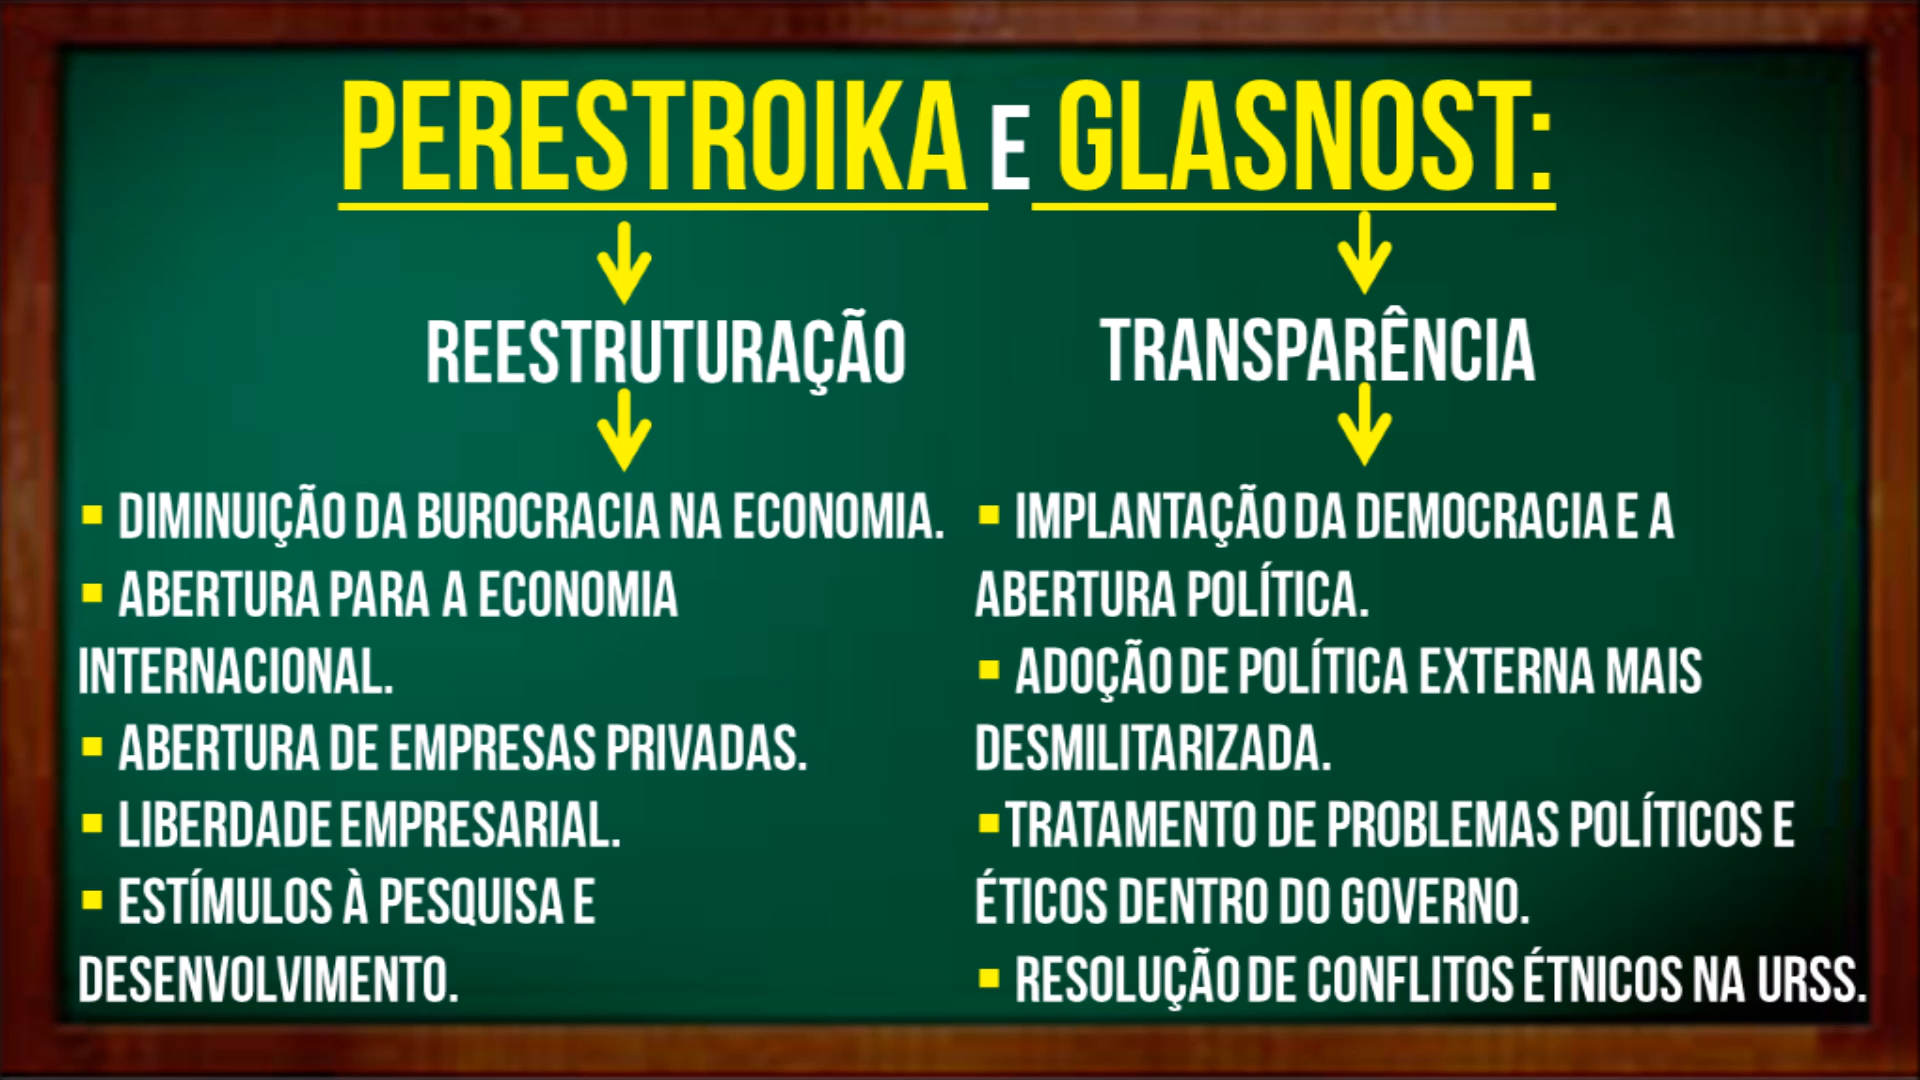 PERESTROIKA E GLASNOST:
REESTRUTURAÇÃO
▪ DIMINUIÇÃO DA BUROCRACIA NA ECONOMIA.
▪ ABERTURA PARA A ECONOMIA
INTERNACIONAL.
▪ ABERTURA DE EMPRESAS PRIVADAS.
▪ LIBERDADE EMPRESARIAL.
▪ ESTÍMULOS À PESQUISA E
DESENVOLVIMENTO.
TRANSPARÊNCIA
▪ IMPLANTAÇÃO DA DEMOCRACIA E A
ABERTURA POLÍTICA.
▪ ADOÇÃO DE POLÍTICA EXTERNA MAIS
DESMILITARIZADA.
▪TRATAMENTO DE PROBLEMAS POLÍTICOS E
ÉTICOS DENTRO DO GOVERNO.
▪ RESOLUÇÃO DE CONFLITOS ÉTNICOS NA URSS.